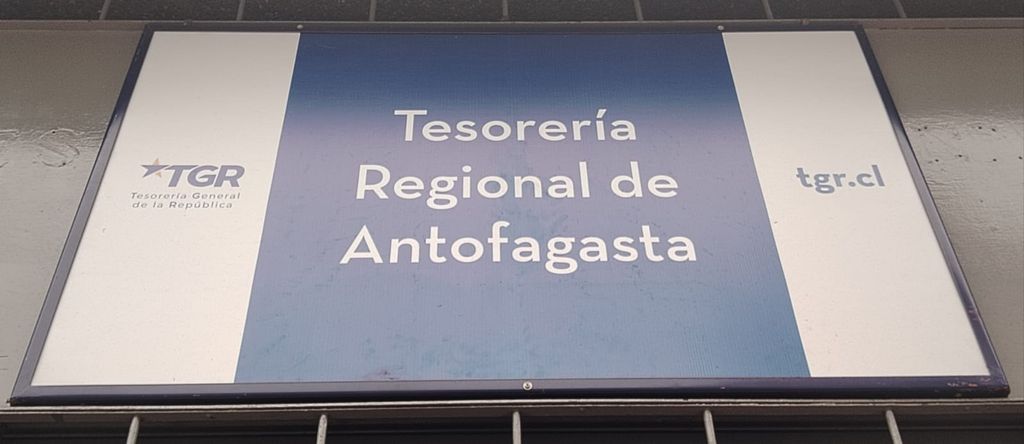 TGR
Tesorería General
de la República
Tesorería
Regional de
Antofagasta
tgr.cl